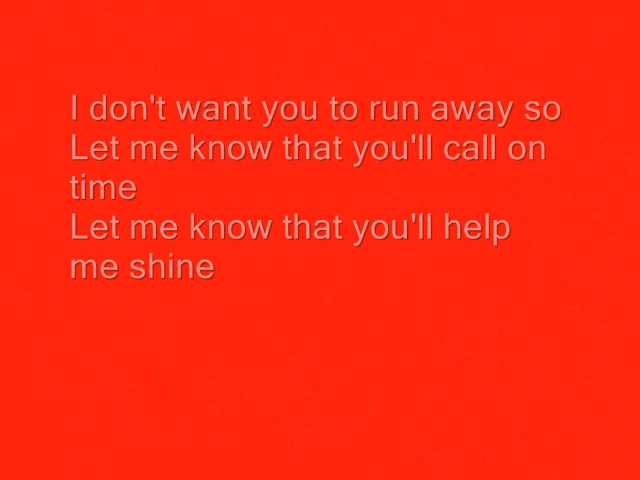 I don't want you to run away so
Let me know that you'll call on
time
Let me know that you'll help
me shine